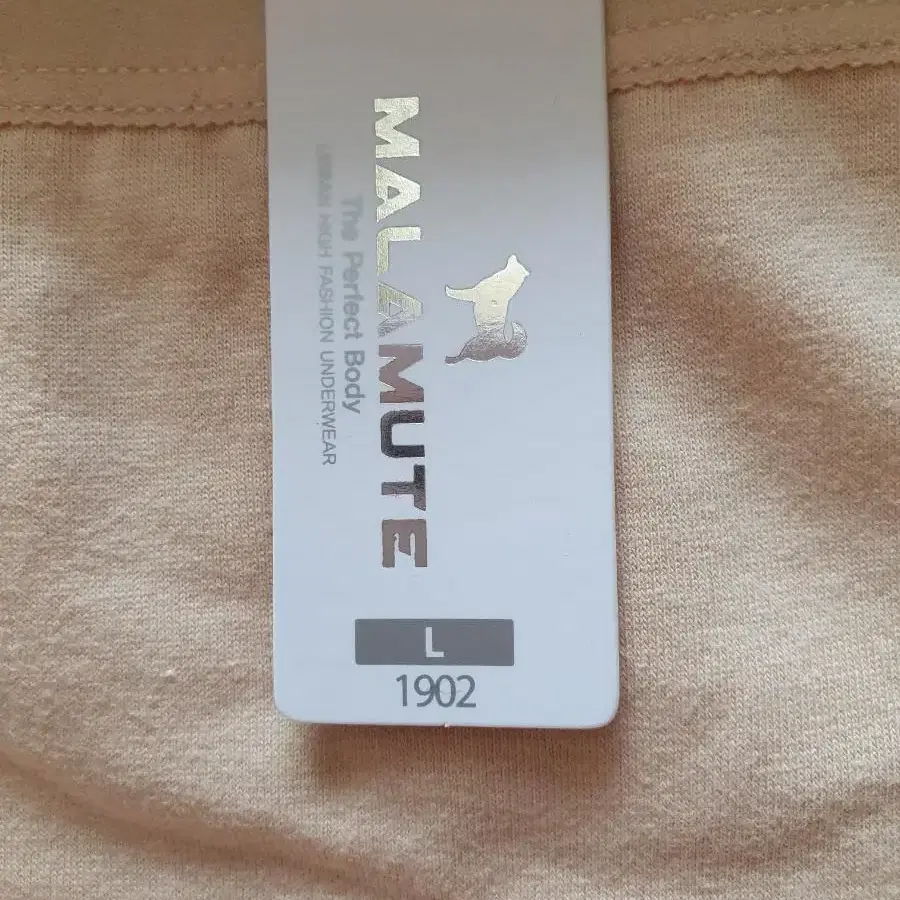 MALAMUTE
The Perfect Body
URBAN HIGH FASHION UNDERWEAR
L
1902